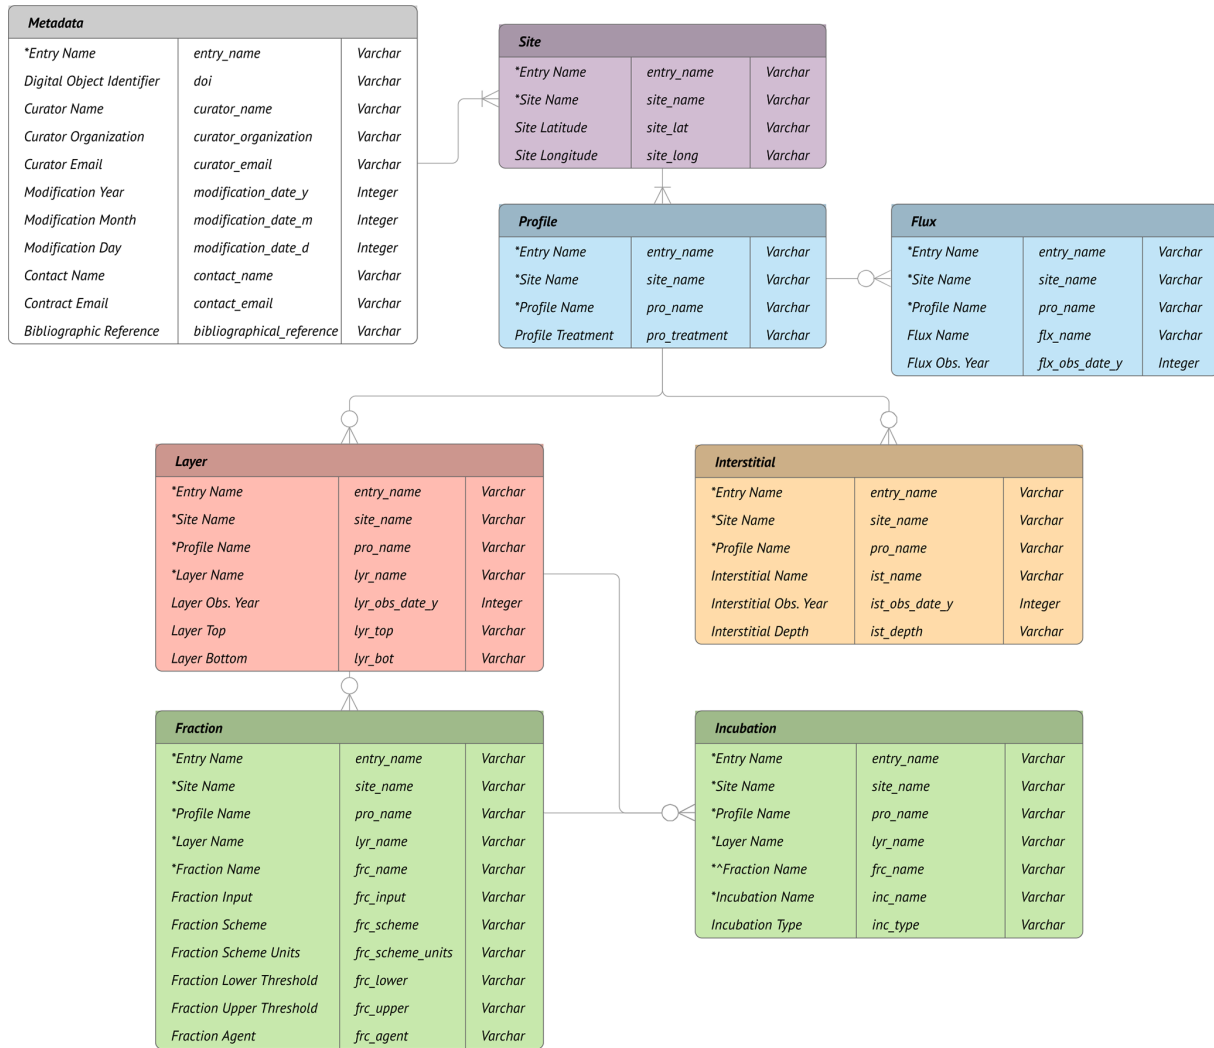 Metadata
*Entry Name entry_name Varchar
Digital Object Identifier doi Varchar
Curator Name curator_name Varchar
Curator Organization curator_organization Varchar
Curator Email curator_email Varchar
Modification Year modification_date_y Integer
Modification Month modification_date_m Integer
Modification Day modification_date_d Integer
Contact Name contact_name Varchar
Contract Email contact_email Varchar
Bibliographic Reference bibliographical_reference Varchar
Site
*Entry Name entry_name Varchar
*Site Name site_name Varchar
Site Latitude site_lat Varchar
Site Longitude site_long Varchar
Profile
*Entry Name entry_name Varchar
*Site Name site_name Varchar
*Profile Name pro_name Varchar
Profile Treatment pro_treatment Varchar
Flux
*Entry Name entry_name Varchar
*Site Name site_name Varchar
*Profile Name pro_name Varchar
Flux Name flx_name Varchar
Flux Obs. Year flx_obs_date_y Integer
Layer
*Entry Name entry_name Varchar
*Site Name site_name Varchar
*Profile Name pro_name Varchar
*Layer Name lyr_name Varchar
Layer Obs. Year lyr_obs_date_y Integer
Layer Top lyr_top Varchar
Layer Bottom lyr_bot Varchar
Interstitial
*Entry Name entry_name Varchar
*Site Name site_name Varchar
*Profile Name pro_name Varchar
Interstitial Name ist_name Varchar
Interstitial Obs. Year ist_obs_date_y Integer
Interstitial Depth ist_depth Varchar
Fraction
*Entry Name entry_name Varchar
*Site Name site_name Varchar
*Profile Name pro_name Varchar
*Layer Name lyr_name Varchar
*Fraction Name frc_name Varchar
Fraction Input frc_input Varchar
Fraction Scheme frc_scheme Varchar
Fraction Scheme Units frc_scheme_units Varchar
Fraction Lower Threshold frc_lower Varchar
Fraction Upper Threshold frc_upper Varchar
Fraction Agent frc_agent Varchar
Incubation
*Entry Name entry_name Varchar
*Site Name site_name Varchar
*Profile Name pro_name Varchar
*Layer Name lyr_name Varchar
*^Fraction Name frc_name Varchar
*Incubation Name inc_name Varchar
Incubation Type inc_type Varchar